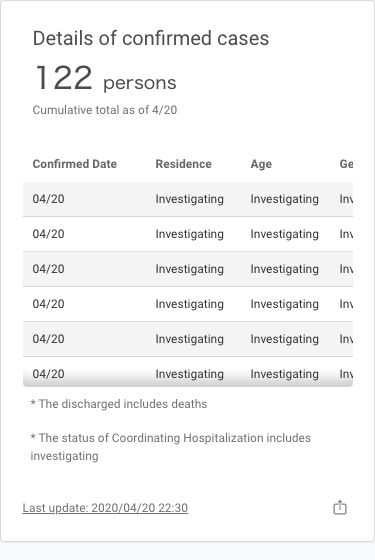 Details of confirmed cases
122 persons
Cumulative total as of 4/20
Confirmed Date Residence Age Ge
04/20 Investigating Investigating Inv
04/20 Investigating Investigating Inv
04/20 Investigating Investigating Inv
04/20 Investigating Investigating Inv
04/20 Investigating Investigating Inv
04/20 Investigating Investigating Inv
* The discharged includes deaths
* The status of Coordinating Hospitalization includes
investigating
Last update: 2020/04/20 22:30